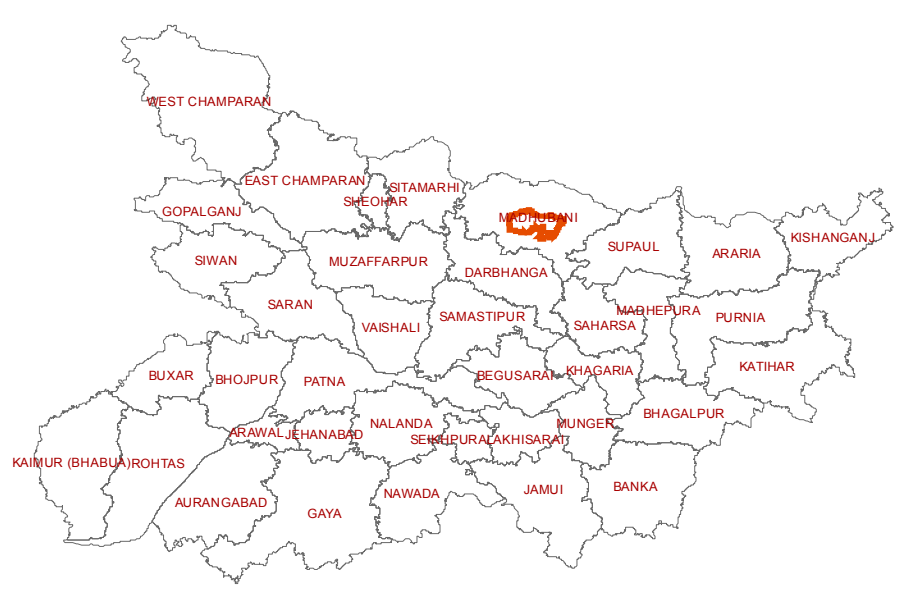 WEST CHAMPARAN
EAST CHAMPARAN
SITAMARHI
SHEOHAR
GOPALGANJ
MADHUBANI
KISHANGANJ
SUPAUL
ARARIA
SIWAN
MUZAFFARPUR
DARBHANGA
SARAN
MADHEPURA
SAMASTIPUR
PURNIA
VAISHALI
SAHARSA
KATIHAR
BUXAR
BHOJPUR
PATNA
BEGUSARAI
KHAGARIA
BHAGALPUR
NALANDA
MUNGER
ARAWAL
JEHANABAD
SEIKHPURA
LAKHISARAI
KAIMUR (BHABUA)
ROHTAS
JAMUI
BANKA
NAWADA
AURANGABAD
GAYA